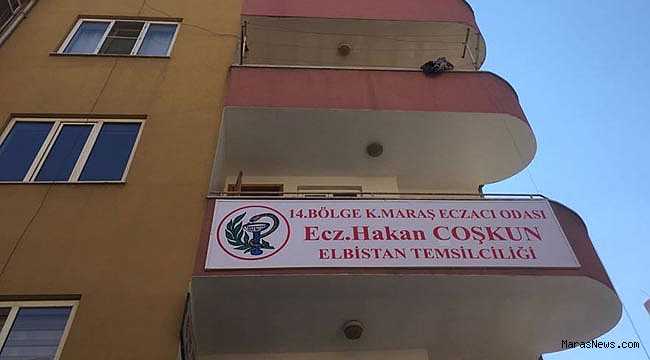 14.BÖLGE K.MARAŞ ECZACI ODASI
Ecz.Hakan COŞKUN
ELBİSTAN TEMSİLCİLİĞİ
MarasNews.com